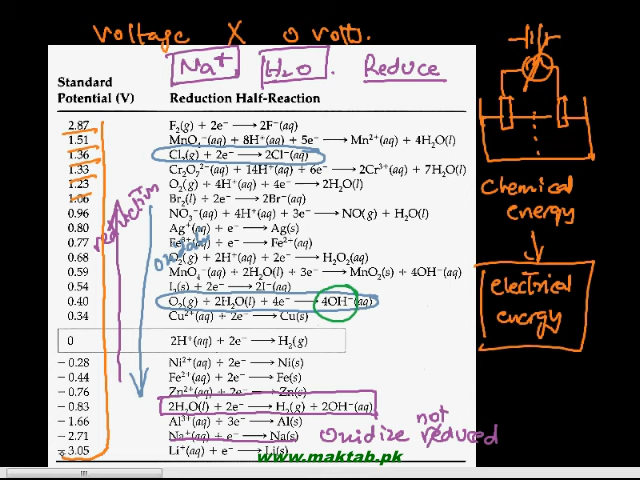 voltage X 0 volts.
Na⁺ H₂O . Reduce
Standard
Potential (V) Reduction Half-Reaction
2.87 F₂(g) + 2e⁻ ⟶ 2F⁻(aq)
1.51 MnO₄⁻(aq) + 8H⁺(aq) + 5e⁻ ⟶ Mn²⁺(aq) + 4H₂O(l)
1.36 Cl₂(g) + 2e⁻ ⟶ 2Cl⁻(aq)
1.33 Cr₂O₇²⁻(aq) + 14H⁺(aq) + 6e⁻ ⟶ 2Cr³⁺(aq) + 7H₂O(l)
1.23 O₂(g) + 4H⁺(aq) + 4e⁻ ⟶ 2H₂O(l)
1.06 Br₂(l) + 2e⁻ ⟶ 2Br⁻(aq)
0.96 NO₃⁻(aq) + 4H⁺(aq) + 3e⁻ ⟶ NO(g) + H₂O(l)
0.80 Ag⁺(aq) + e⁻ ⟶ Ag(s)
0.77 Fe³⁺(aq) + e⁻ ⟶ Fe²⁺(aq)
0.68 O₂(g) + 2H⁺(aq) + 2e⁻ ⟶ H₂O₂(aq)
0.59 MnO₄⁻(aq) + 2H₂O(l) + 3e⁻ ⟶ MnO₂(s) + 4OH⁻(aq)
0.54 I₂(s) + 2e⁻ ⟶ 2I⁻(aq)
0.40 O₂(g) + 2H₂O(l) + 4e⁻ ⟶ 4OH⁻(aq)
0.34 Cu²⁺(aq) + 2e⁻ ⟶ Cu(s)
0 2H⁺(aq) + 2e⁻ ⟶ H₂(g)
−0.28 Ni²⁺(aq) + 2e⁻ ⟶ Ni(s)
−0.44 Fe²⁺(aq) + 2e⁻ ⟶ Fe(s)
−0.76 Zn²⁺(aq) + 2e⁻ ⟶ Zn(s)
−0.83 2H₂O(l) + 2e⁻ ⟶ H₂(g) + 2OH⁻(aq)
−1.66 Al³⁺(aq) + 3e⁻ ⟶ Al(s)
−2.71 Na⁺(aq) + e⁻ ⟶ Na(s)
−3.05 Li⁺(aq) + e⁻ ⟶ Li(s)
reduction
not
Oxidize reduced
www.maktab.pk
chemical
energy
electrical
energy